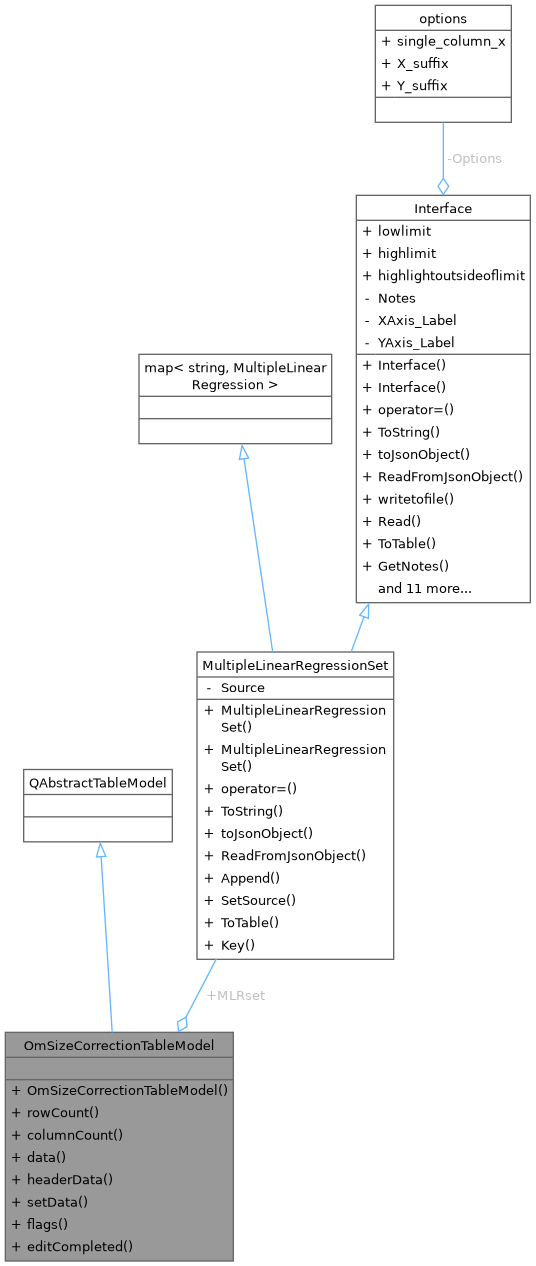 options
+ single_column_x
+ X_suffix
+ Y_suffix
-Options
Interface
+ lowlimit
+ highlimit
+ highlightoutsideoflimit
- Notes
- XAxis_Label
- YAxis_Label
+ Interface()
+ Interface()
+ operator=()
+ ToString()
+ toJsonObject()
+ ReadFromJsonObject()
+ writetofile()
+ Read()
+ ToTable()
+ GetNotes()
and 11 more...
map< string, MultipleLinear
Regression >
MultipleLinearRegressionSet
- Source
+ MultipleLinearRegression
Set()
+ MultipleLinearRegression
Set()
+ operator=()
+ ToString()
+ toJsonObject()
+ ReadFromJsonObject()
+ Append()
+ SetSource()
+ ToTable()
+ Key()
QAbstractTableModel
+MLRset
OmSizeCorrectionTableModel
+ OmSizeCorrectionTableModel()
+ rowCount()
+ columnCount()
+ data()
+ headerData()
+ setData()
+ flags()
+ editCompleted()